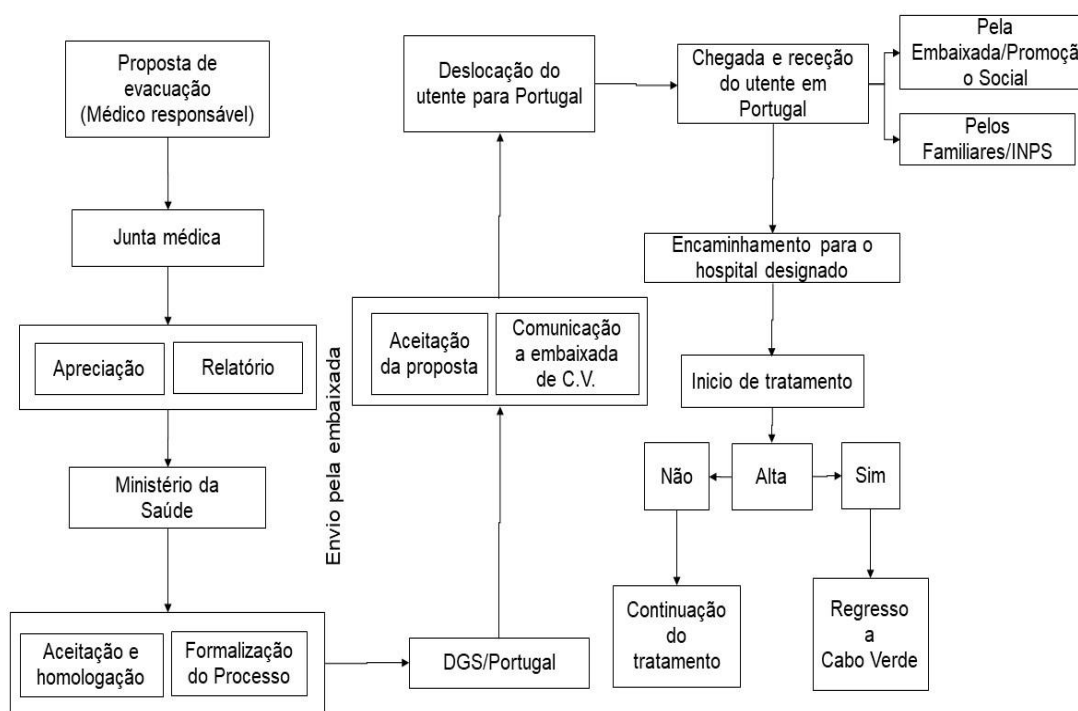 Proposta de
evacuação
(Médico responsável)
Junta médica
Apreciação
Relatório
Ministério da
Saúde
Aceitação e
homologação
Formalização
do Processo
Envio pela embaixada
DGS/Portugal
Aceitação
da proposta
Comunicação
a embaixada
de C.V.
Deslocação do
utente para Portugal
Chegada e receção
do utente em
Portugal
Pela
Embaixada/Promoçã
o Social
Pelos
Familiares/INPS
Encaminhamento para o
hospital designado
Inicio de tratamento
Não
Alta
Sim
Continuação
do
tratamento
Regresso
a
Cabo Verde